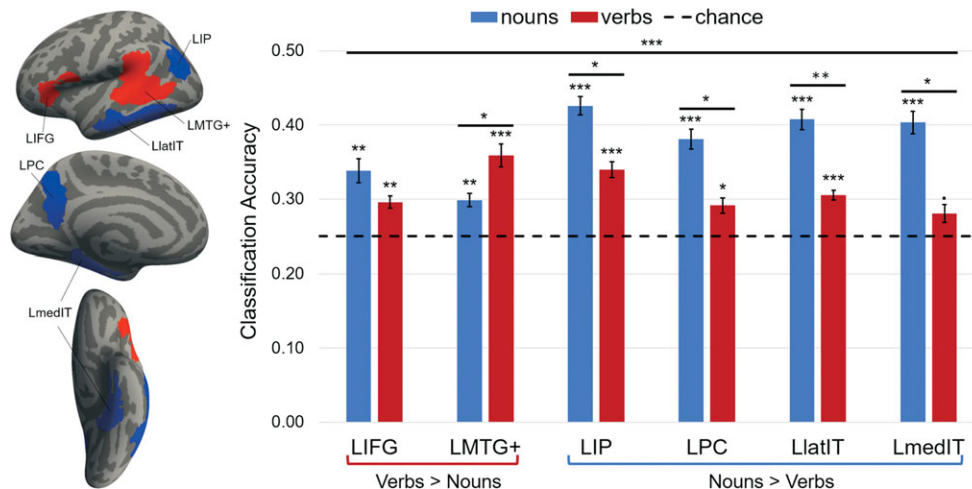 LIP
LIFG
LMTG+
LlatIT
LPC
LmedIT
nouns verbs chance
Classification Accuracy
0.50
0.40
0.30
0.20
0.10
0.00
***
** ** ** * *** *** * *** *** * * *** ** *** *** * .
LIFG LMTG+ LIP LPC LlatIT LmedIT
Verbs > Nouns Nouns > Verbs